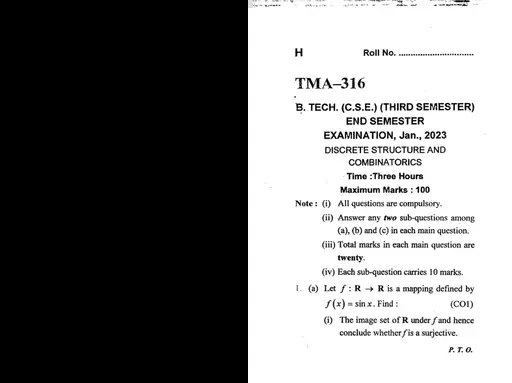 H Roll No. ..............................
TMA–316
B. TECH. (C.S.E.) (THIRD SEMESTER)
END SEMESTER
EXAMINATION, Jan., 2023
DISCRETE STRUCTURE AND
COMBINATORICS
Time :Three Hours
Maximum Marks : 100
Note : (i) All questions are compulsory.
(ii) Answer any two sub-questions among
(a), (b) and (c) in each main question.
(iii) Total marks in each main question are
twenty.
(iv) Each sub-question carries 10 marks.
1. (a) Let f : R → R is a mapping defined by
f(x) = sin x. Find : (CO1)
(i) The image set of R under f and hence
conclude whether f is a surjective.
P. T. O.